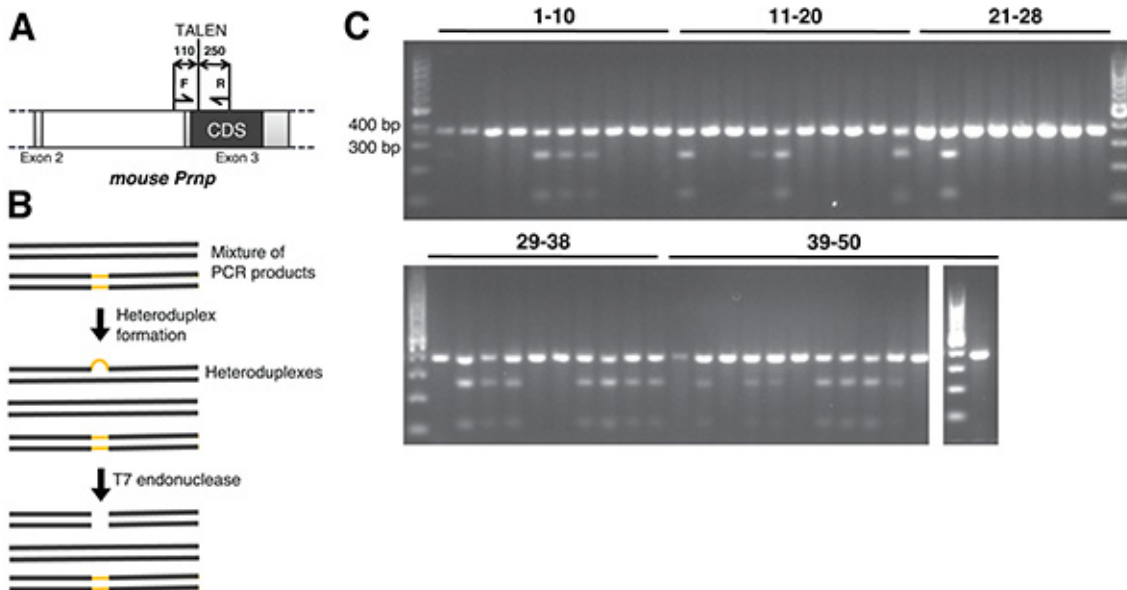 A
TALEN
110 250
F R
CDS
Exon 2 Exon 3
mouse Prnp
B
Mixture of
PCR products
Heteroduplex
formation
Heteroduplexes
T7 endonuclease
C
1-10 11-20 21-28
400 bp
300 bp
29-38 39-50